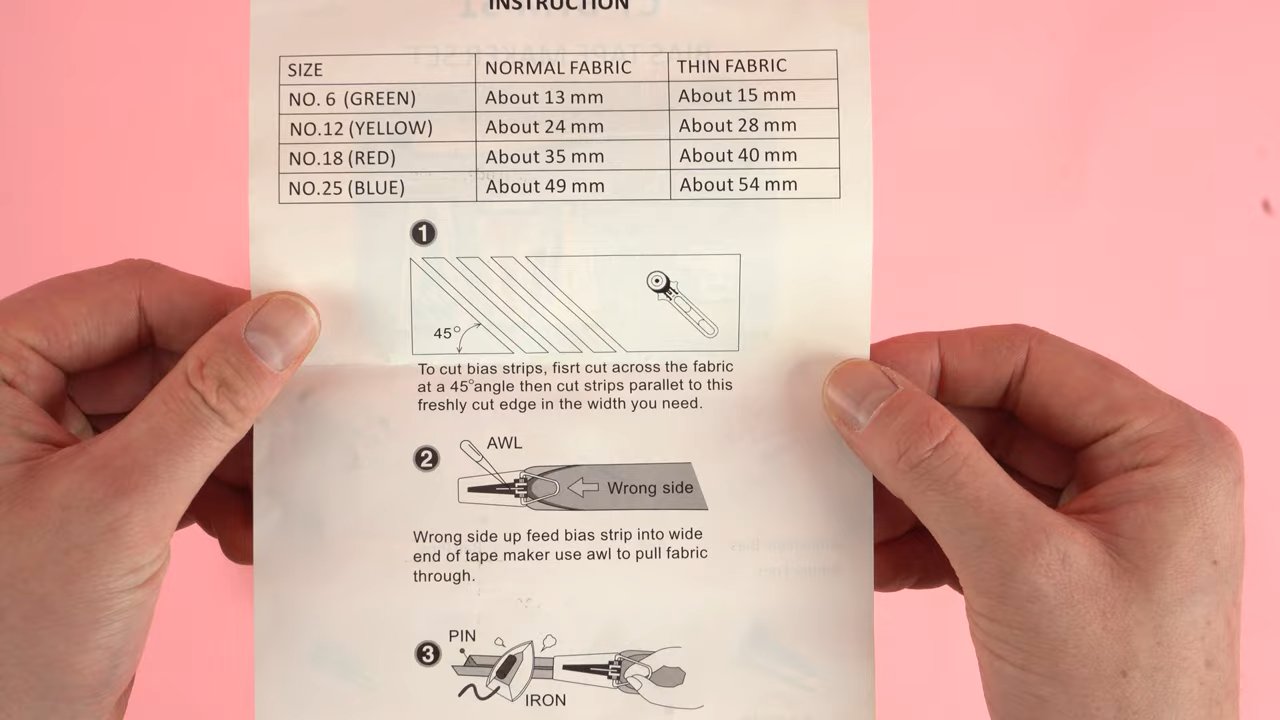 INSTRUCTION
SIZE NORMAL FABRIC THIN FABRIC
NO. 6 (GREEN) About 13 mm About 15 mm
NO.12 (YELLOW) About 24 mm About 28 mm
NO.18 (RED) About 35 mm About 40 mm
NO.25 (BLUE) About 49 mm About 54 mm
1
45°
To cut bias strips, fisrt cut across the fabric
at a 45°angle then cut strips parallet to this
freshly cut edge in the width you need.
2
AWL
Wrong side
Wrong side up feed bias strip into wide
end of tape maker use awl to pull fabric
through.
3
PIN
IRON